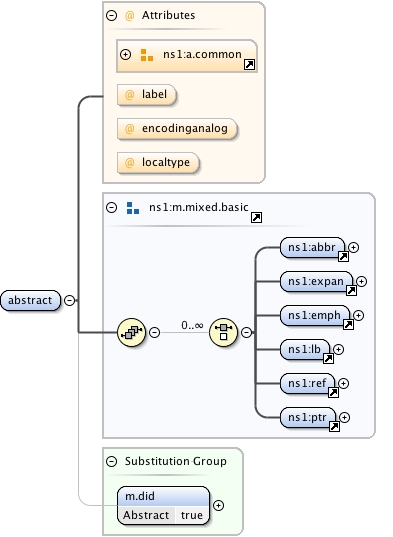 @ Attributes
ns1:a.common
@ label
@ encodinganalog
@ localtype
ns1:m.mixed.basic
ns1:abbr
ns1:expan
abstract
0..∞
ns1:emph
ns1:lb
ns1:ref
ns1:ptr
Substitution Group
m.did
Abstract true